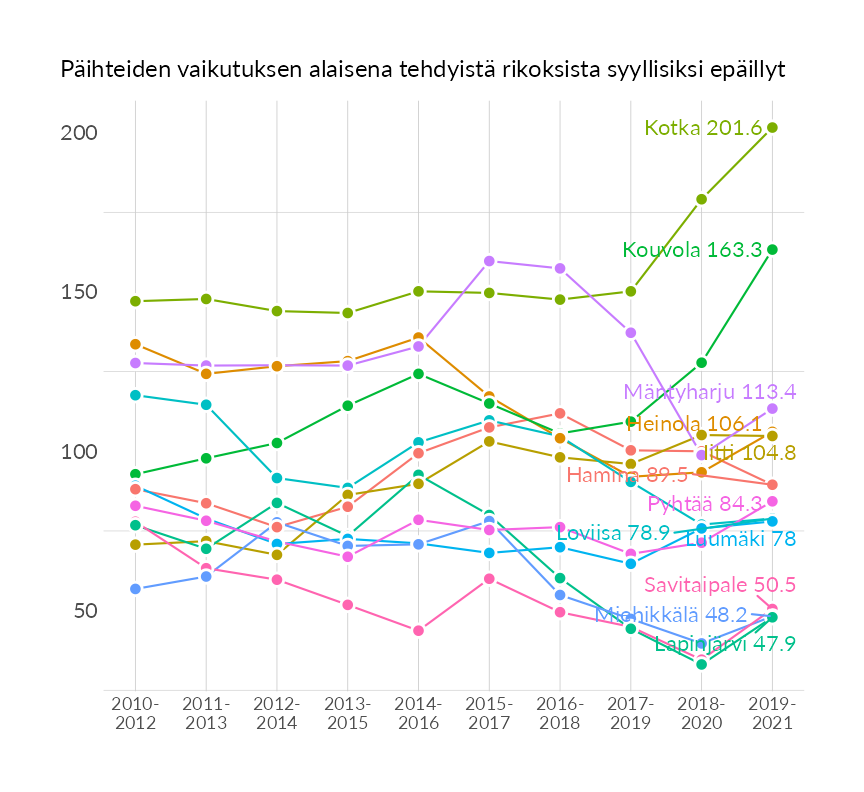 Päihteiden vaikutuksen alaisena tehdyistä rikoksista syyllisiksi epäillyt
200
Kotka 201.6
Kouvola 163.3
150
Mäntyharju 113.4
Heinola 106.1
100
Iitti 104.8
Hamina 89.5
Pyhtää 84.3
Loviisa 78.9
Luumäki 78
Savitaipale 50.5
50
Miehikkälä 48.2
Lapinjärvi 47.9
2010-
2012
2011-
2013
2012-
2014
2013-
2015
2014-
2016
2015-
2017
2016-
2018
2017-
2019
2018-
2020
2019-
2021